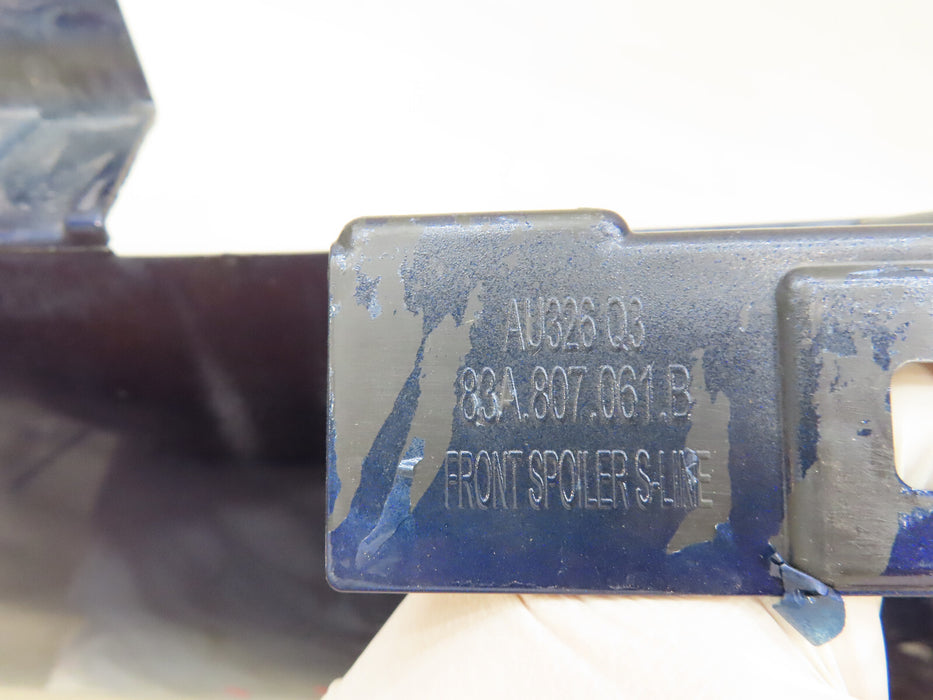 AU326 Q3
83A.807.061.B
FRONT SPOILER S-LINE